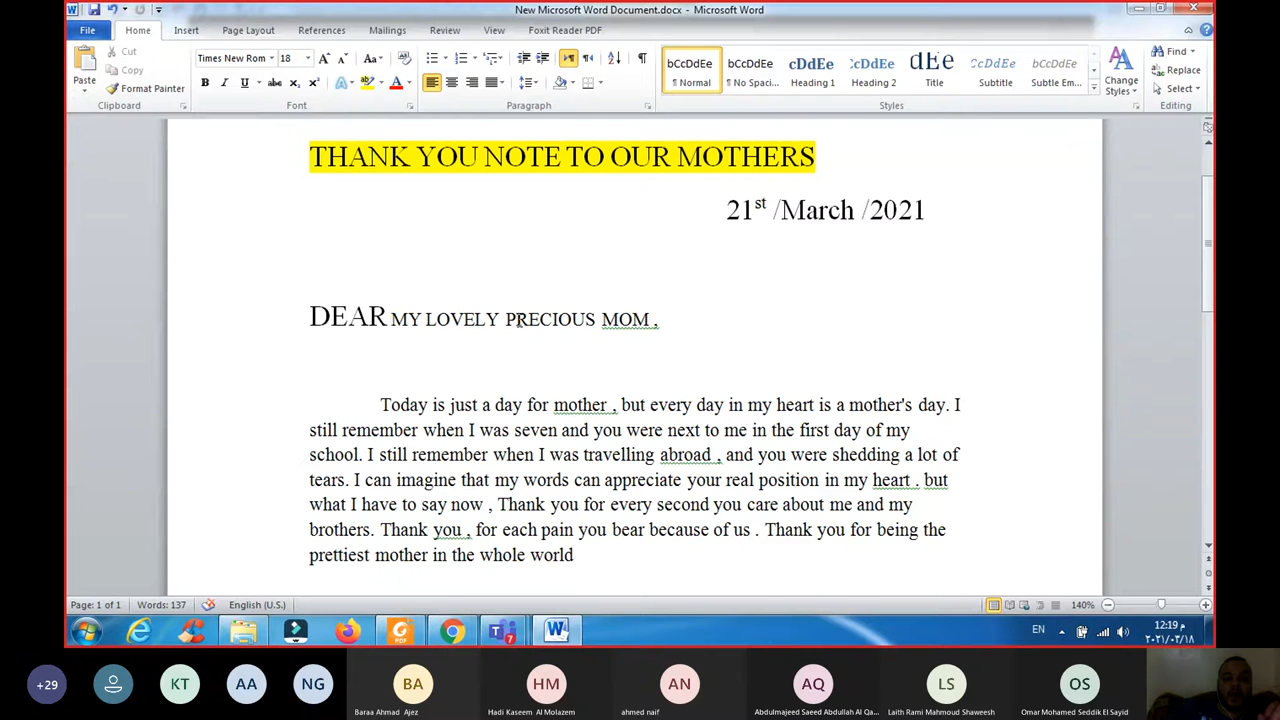 New Microsoft Word Document.docx - Microsoft Word
File Home Insert Page Layout References Mailings Review View Foxit Reader PDF
Cut
Copy
Format Painter
Paste
Times New Rom 18
B I U abc x₂ x² A A
Clipboard Font Paragraph Styles Editing
bCcDdEe bCcDdEe cDdEe cDdEe dEe cDdEe bCcDdEe
¶ Normal ¶ No Spaci... Heading 1 Heading 2 Title Subtitle Subtle Em...
Change Styles
Find
Replace
Select
THANK YOU NOTE TO OUR MOTHERS
21st /March /2021
DEAR MY LOVELY PRECIOUS MOM ,
Today is just a day for mother , but every day in my heart is a mother's day. I
still remember when I was seven and you were next to me in the first day of my
school. I still remember when I was travelling abroad , and you were shedding a lot of
tears. I can imagine that my words can appreciate your real position in my heart . but
what I have to say now , Thank you for every second you care about me and my
brothers. Thank you , for each pain you bear because of us . Thank you for being the
prettiest mother in the whole world
Page: 1 of 1 Words: 137 English (U.S.) 140%
EN 12:19 م
٢٠٢١/٠٣/١٨
+29 KT AA NG BA HM AN AQ LS OS
Baraa Ahmad Ajez Hadi Kaseem Al Molazem ahmed naif Abdulmajeed Saeed Abdullah Al Qa... Laith Rami Mahmoud Shaweesh Omar Mohamed Seddik El Sayid